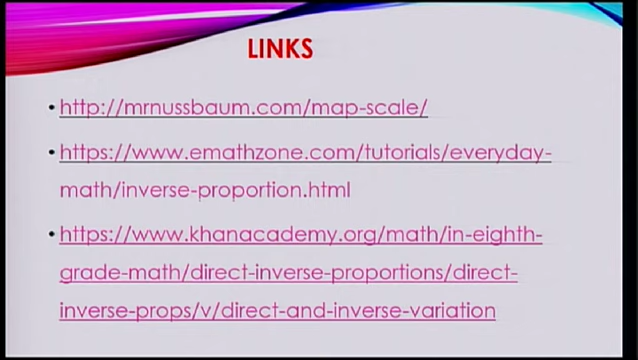 LINKS
• http://mrnussbaum.com/map-scale/
• https://www.emathzone.com/tutorials/everyday-
math/inverse-proportion.html
• https://www.khanacademy.org/math/in-eighth-
grade-math/direct-inverse-proportions/direct-
inverse-props/v/direct-and-inverse-variation